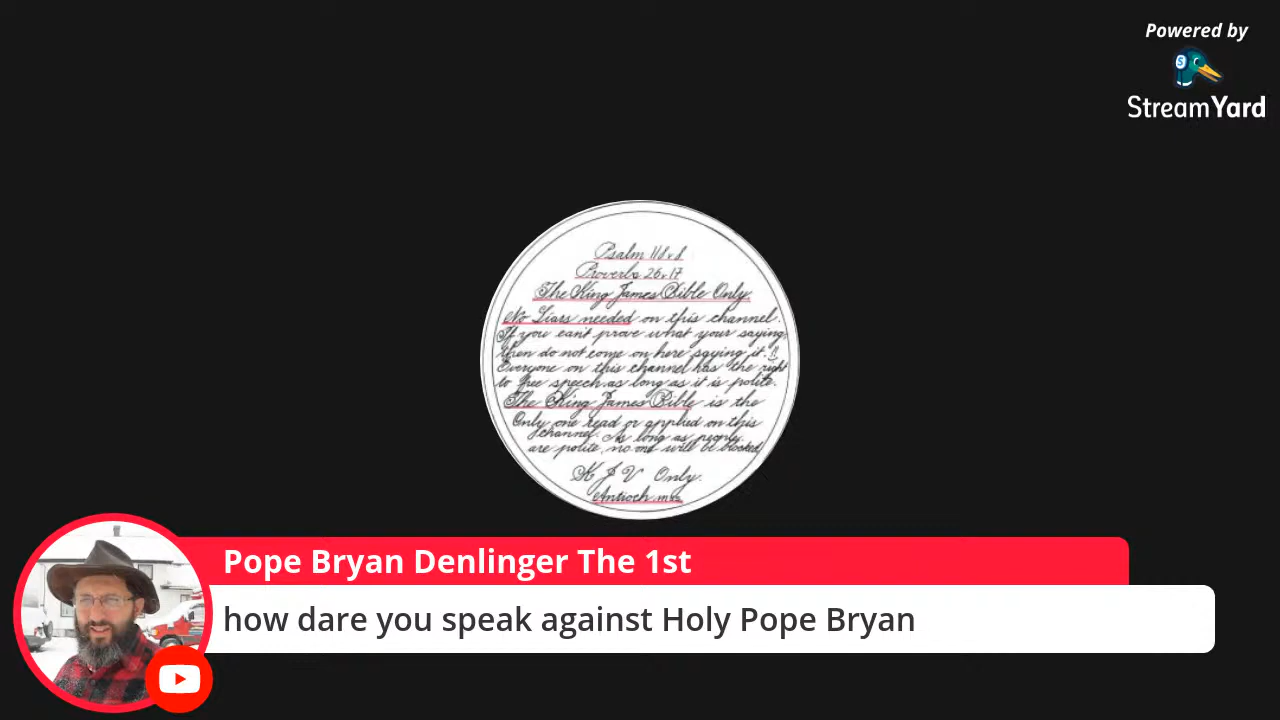 Powered by
StreamYard
Psalm 118 v 8
Proverbs 26 v 17
The King James Bible Only.
No Liars needed on this channel.
If you can't prove what your saying,
then do not come on here saying it.!!
Everyone on this channel has the right
to free speech, as long as it is polite.
The King James Bible is the
Only one read or applied on this
channel. As long as people
are polite, no one will be blocked
K J V Only.
Antioch
Pope Bryan Denlinger The 1st
how dare you speak against Holy Pope Bryan